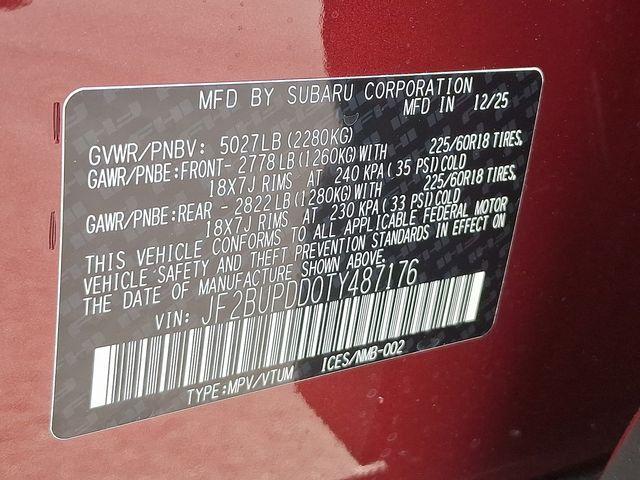 MFD BY SUBARU CORPORATION
MFD IN 12/25
GVWR/PNBV: 5027LB(2280KG)
GAWR/PNBE:FRONT- 2778LB(1260KG)WITH 225/60R18 TIRES,
18X7J RIMS AT 240 KPA(35 PSI)COLD
GAWR/PNBE:REAR - 2822LB(1280KG)WITH 225/60R18 TIRES,
18X7J RIMS AT 230 KPA(33 PSI)COLD
THIS VEHICLE CONFORMS TO ALL APPLICABLE FEDERAL MOTOR
VEHICLE SAFETY AND THEFT PREVENTION STANDARDS IN EFFECT ON
THE DATE OF MANUFACTURE SHOWN ABOVE.
VIN: JF2BUPDD0TY487176
TYPE:MPV/VTUM ICES/NMB-002